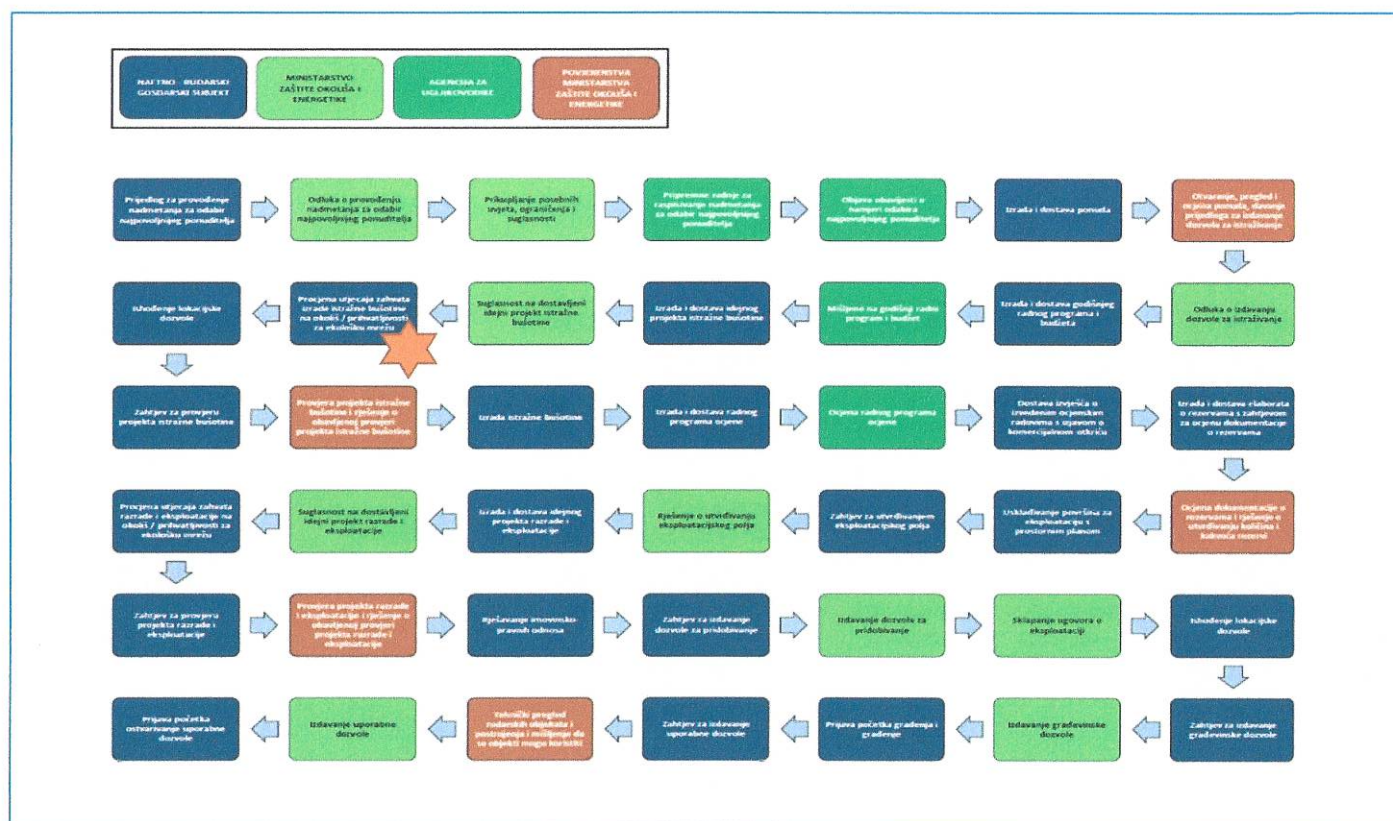 NAFTNO - RUDARSKI
GOSDARSKI SUBJEKT
MINISTARSTVO
ZAŠTITE OKOLIŠA I
ENERGETIKE
AGENCIJA ZA
UGLJIKOVODIKE
POVJERENSTVA
MINISTARSTVA
ZAŠTITE OKOLIŠA I
ENERGETIKE
Prijedlog za provođenje
nadmetanja za odabir
najpovoljnijeg ponuditelja
Odluka o provođenju
nadmetanja za odabir
najpovoljnijeg ponuditelja
Prikupljanje posebnih
uvjeta, ograničenja i
suglasnosti
Pripremne radnje za
raspisivanje nadmetanja
za odabir najpovoljnijeg
ponuditelja
Objava obavijesti o
namjeri odabira
najpovoljnijeg ponuditelja
Izrada i dostava ponuda
Otvaranje, pregled i
ocjena ponuda, davanje
prijedloga za izdavanje
dozvole za istraživanje
Ishođenje lokacijske
dozvole
Procjena utjecaja zahvata
izrade istražne bušotine
na okoliš / prihvatljivosti
za ekološku mrežu
Suglasnost na dostavljeni
idejni projekt istražne
bušotine
Izrada i dostava idejnog
projekta istražne bušotine
Mišljenje na godišnji radni
program i budžet
Izrada i dostava godišnjeg
radnog programa i
budžeta
Odluka o izdavanju
dozvole za istraživanje
Zahtjev za provjeru
projekta istražne bušotine
Provjera projekta istražne
bušotine i rješenje o
obavljenoj provjeri
projekta istražne bušotine
Izrada istražne bušotine
Izrada i dostava radnog
programa ocjene
Ocjena radnog programa
ocjene
Dostava izvješća o
izvedenim ocjenskim
radovima s izjavom o
komercijalnom otkriću
Izrada i dostava elaborata
o rezervama s zahtjevom
za ocjenu dokumentacije
o rezervama
Procjena utjecaja zahvata
razrade i eksploatacije na
okoliš / prihvatljivosti za
ekološku mrežu
Suglasnost na dostavljeni
idejni projekt razrade i
eksploatacije
Izrada i dostava idejnog
projekta razrade i
eksploatacije
Rješenje o utvrđivanju
eksploatacijskog polja
Zahtjev za utvrđivanjem
eksploatacijskog polja
Usklađivanje površina za
eksploataciju s
prostornim planom
Ocjena dokumentacije o
rezervama i rješenje o
utvrđivanju količina i
kakvoća rezervi
Zahtjev za provjeru
projekta razrade i
eksploatacije
Provjera projekta razrade
i eksploatacije i rješenje o
obavljenoj provjeri
projekta razrade i
eksploatacije
Rješavanje imovinsko-
pravnih odnosa
Zahtjev za izdavanje
dozvole za pridobivanje
Izdavanje dozvole za
pridobivanje
Sklapanje ugovora o
eksploataciji
Ishođenje lokacijske
dozvole
Prijava početka
ostvarivanje uporabne
dozvole
Izdavanje uporabne
dozvole
Tehnički pregled
rudarskih objekata i
postrojenja i mišljenje da
se objekti mogu koristiti
Zahtjev za izdavanje
uporabne dozvole
Prijava početka građenja i
građenje
Izdavanje građevinske
dozvole
Zahtjev za izdavanje
građevinske dozvole